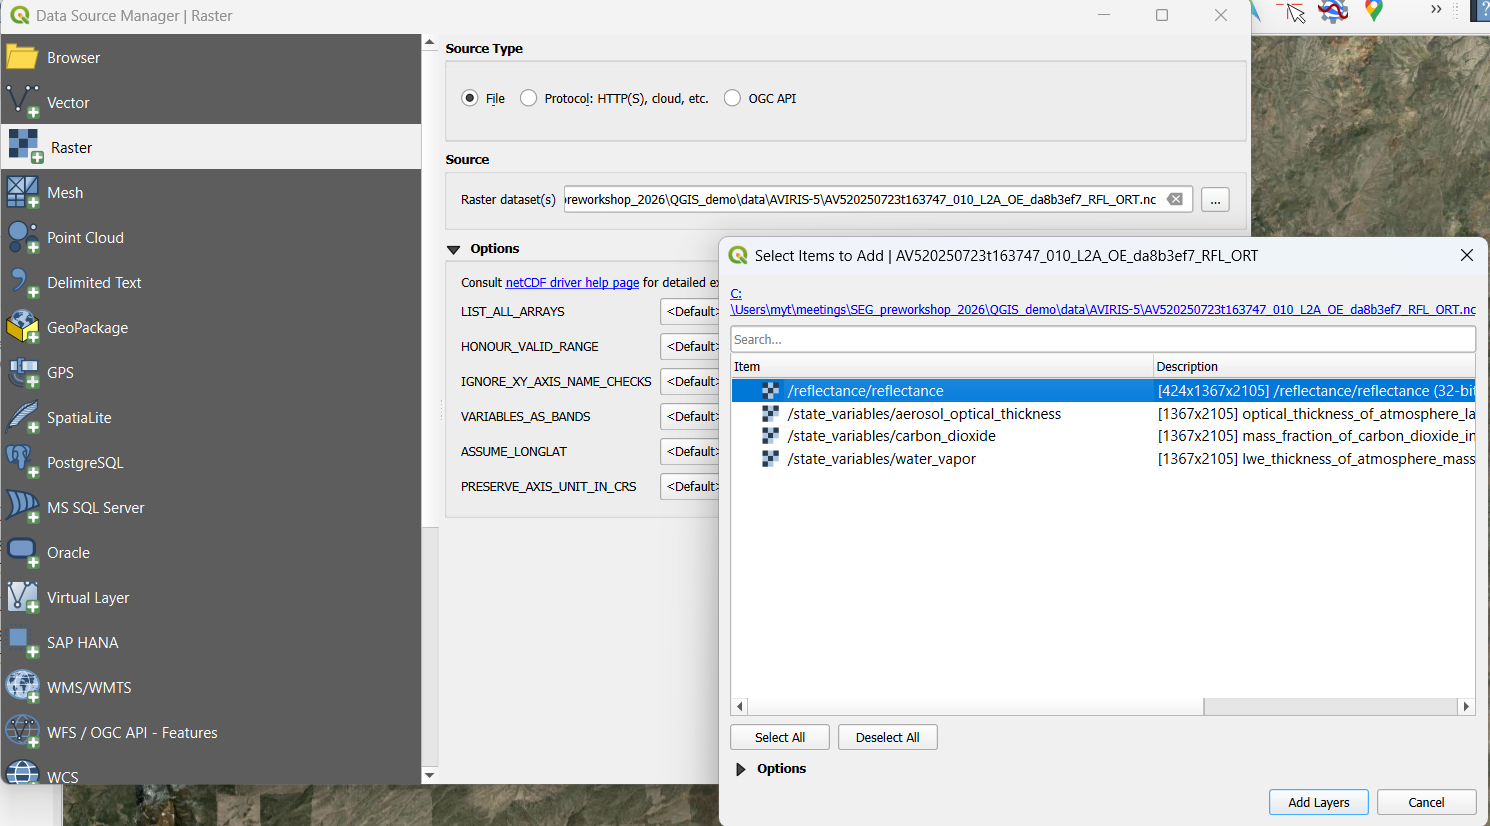 Data Source Manager | Raster
Browser
Vector
Raster
Mesh
Point Cloud
Delimited Text
GeoPackage
GPS
SpatiaLite
PostgreSQL
MS SQL Server
Oracle
Virtual Layer
SAP HANA
WMS/WMTS
WFS / OGC API - Features
WCS
Source Type
File
Protocol: HTTP(S), cloud, etc.
OGC API
Source
Raster dataset(s)
reworkshop_2026\QGIS_demo\data\AVIRIS-5\AV520250723t163747_010_L2A_OE_da8b3ef7_RFL_ORT.nc
...
Options
Consult netCDF driver help page for detailed ex
LIST_ALL_ARRAYS <Default>
HONOUR_VALID_RANGE <Default>
IGNORE_XY_AXIS_NAME_CHECKS <Default>
VARIABLES_AS_BANDS <Default>
ASSUME_LONGLAT <Default>
PRESERVE_AXIS_UNIT_IN_CRS <Default>
Select Items to Add | AV520250723t163747_010_L2A_OE_da8b3ef7_RFL_ORT
C:
\Users\myt\meetings\SEG_preworkshop_2026\QGIS_demo\data\AVIRIS-5\AV520250723t163747_010_L2A_OE_da8b3ef7_RFL_ORT.nc
Search...
Item Description
/reflectance/reflectance [424x1367x2105] /reflectance/reflectance (32-bit
/state_variables/aerosol_optical_thickness [1367x2105] optical_thickness_of_atmosphere_la
/state_variables/carbon_dioxide [1367x2105] mass_fraction_of_carbon_dioxide_in
/state_variables/water_vapor [1367x2105] lwe_thickness_of_atmosphere_mass
Select All
Deselect All
Options
Add Layers
Cancel